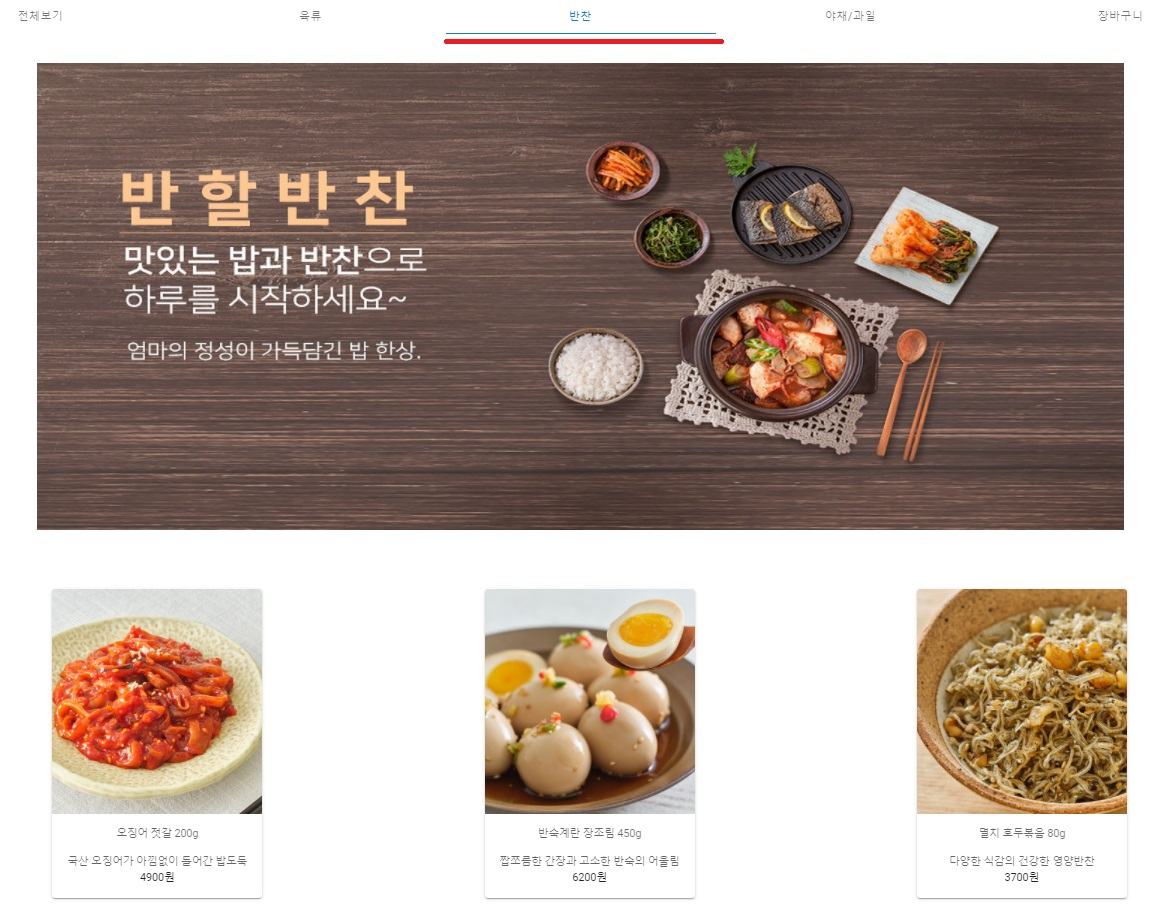 전체보기
육류
반찬
야채/과일
장바구니
반 할 반 찬
맛있는 밥과 반찬으로
하루를 시작하세요~
엄마의 정성이 가득담긴 밥 한상.
오징어 젓갈 200g
국산 오징어가 아낌없이 들어간 밥도둑
4900원
반숙계란 장조림 450g
짭쪼름한 간장과 고소한 반숙의 어울림
6200원
멸치 호두볶음 80g
다양한 식감의 건강한 영양반찬
3700원